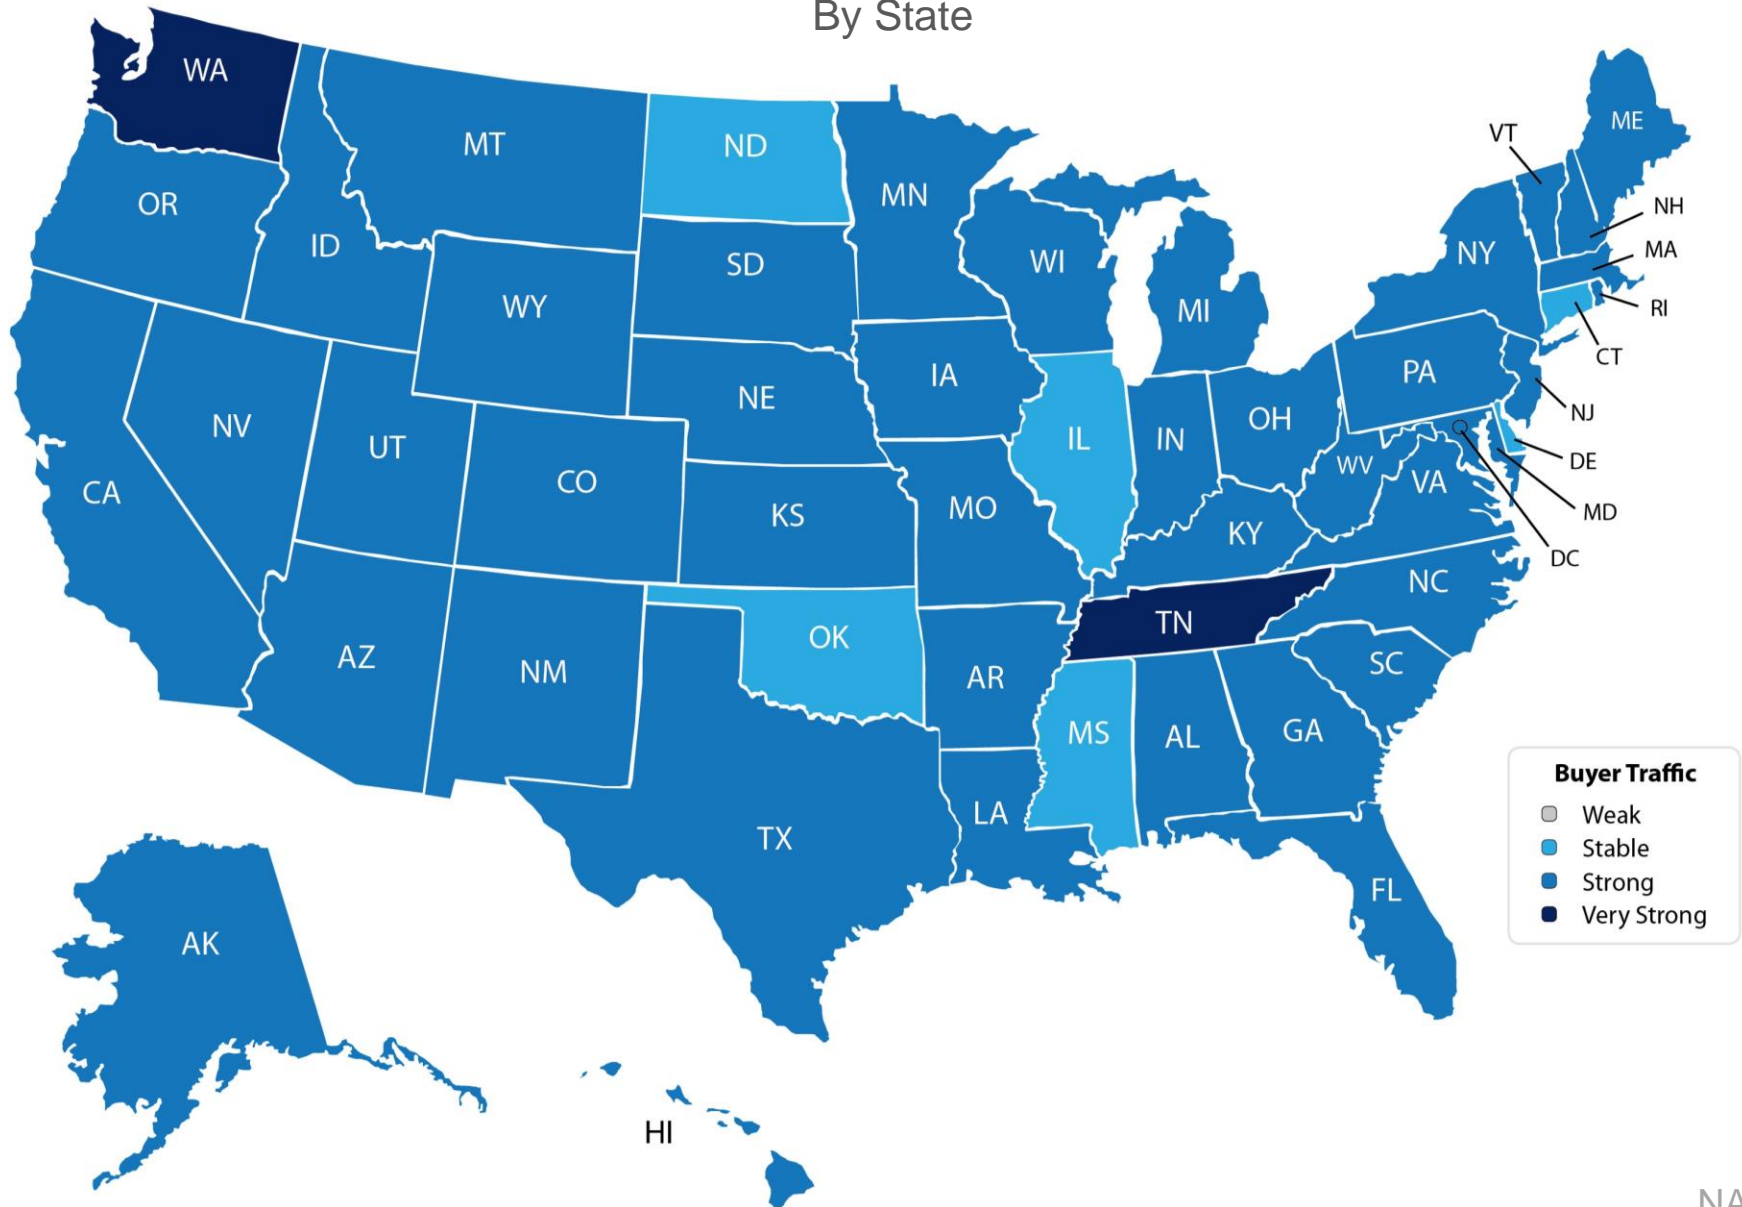 By State
WA
MT
ND
MN
VT
ME
OR
ID
SD
WI
NH
NY
MA
WY
MI
RI
CT
NE
IA
PA
NV
UT
CO
IL
IN
OH
NJ
CA
KS
MO
WV
VA
DE
KY
MD
DC
NC
AZ
NM
OK
AR
TN
SC
MS
AL
GA
TX
LA
FL
AK
HI
Buyer Traffic
Weak
Stable
Strong
Very Strong